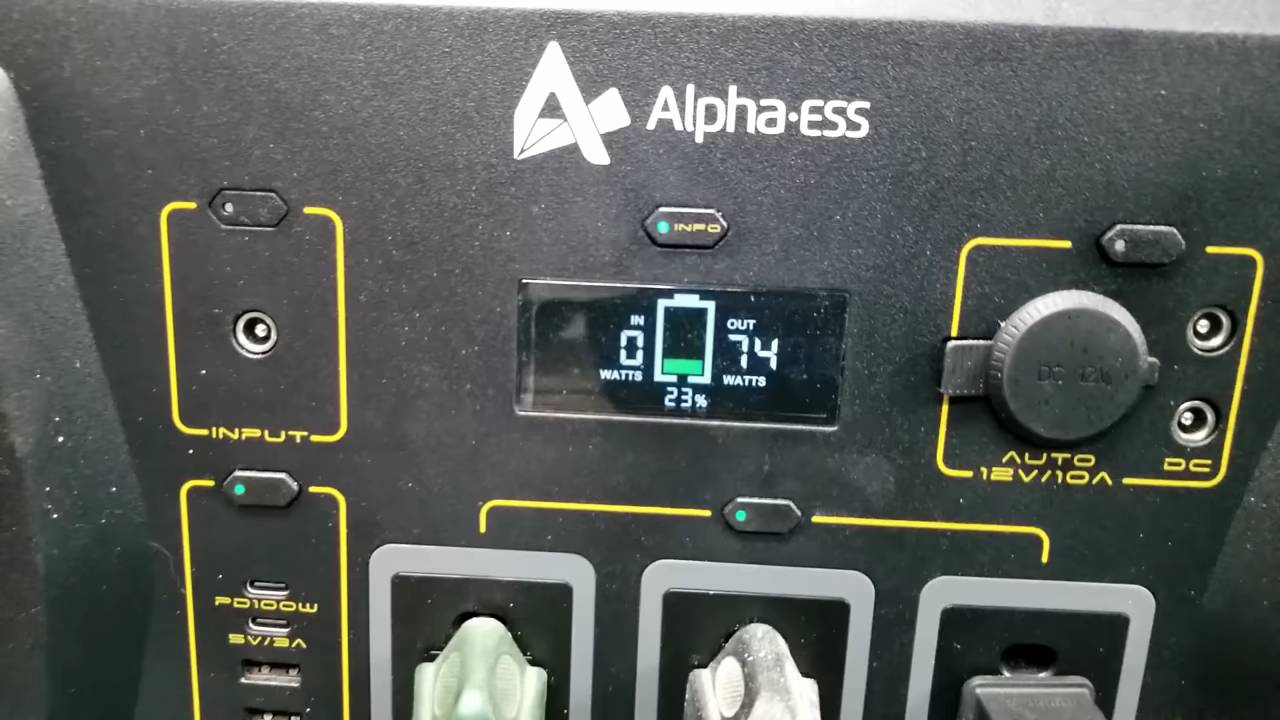 Alpha·ESS
INFO
IN
0
WATTS
OUT
74
WATTS
23%
INPUT
DC 12V
AUTO
12V/10A
DC
PD100W
5V/3A